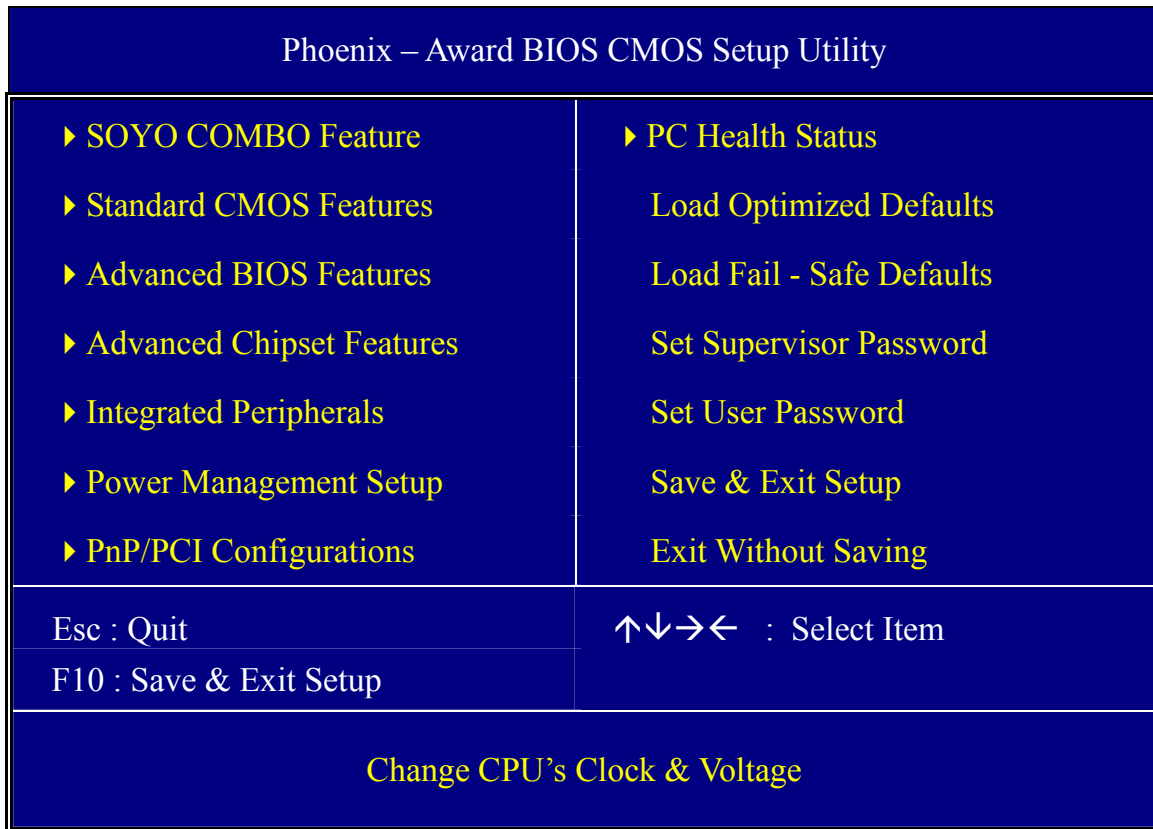 Phoenix – Award BIOS CMOS Setup Utility
▸ SOYO COMBO Feature
▸ Standard CMOS Features
▸ Advanced BIOS Features
▸ Advanced Chipset Features
▸ Integrated Peripherals
▸ Power Management Setup
▸ PnP/PCI Configurations
▸ PC Health Status
Load Optimized Defaults
Load Fail - Safe Defaults
Set Supervisor Password
Set User Password
Save & Exit Setup
Exit Without Saving
Esc : Quit
F10 : Save & Exit Setup
↑↓→← : Select Item
Change CPU’s Clock & Voltage